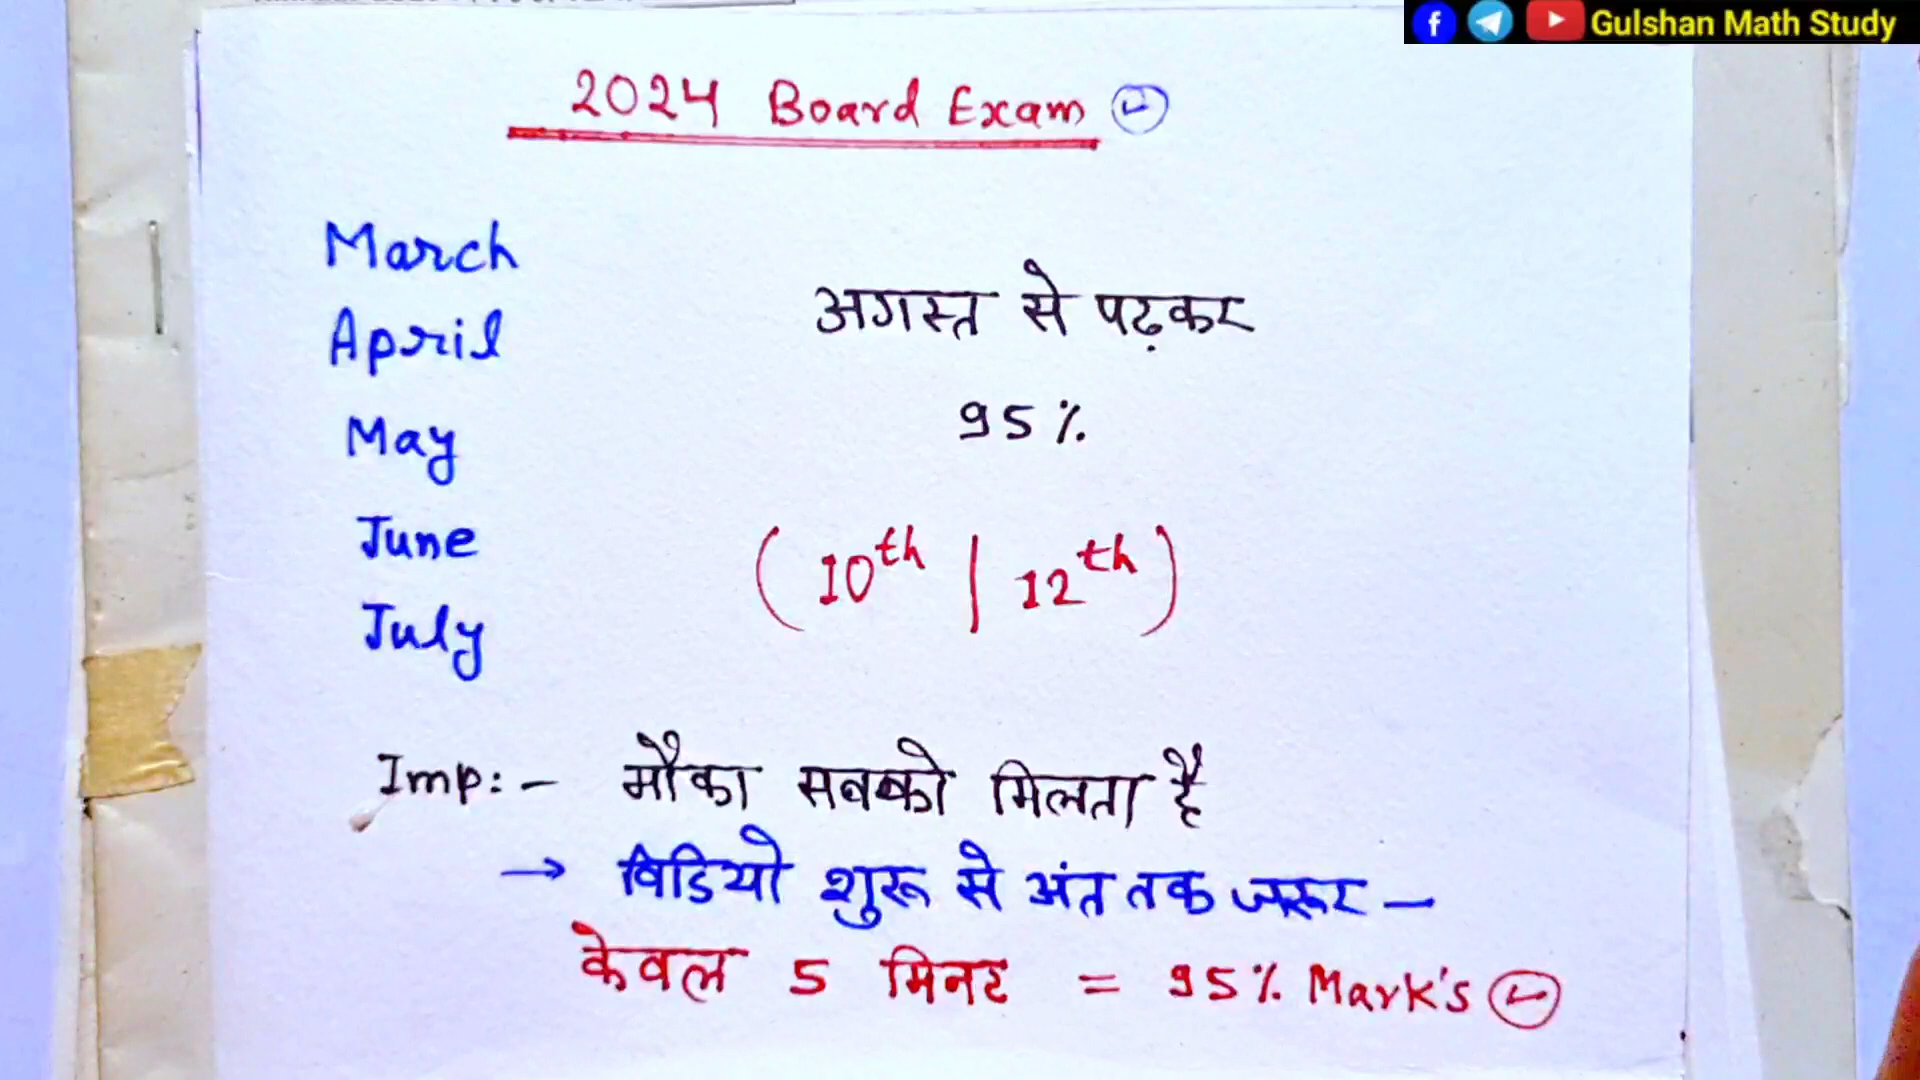 Gulshan Math Study
2024 Board Exam
March
April
May
June
July
अगस्त से पढ़कर
95%
(10th | 12th)
Imp:- मौका सबको मिलता है
→ विडियो शुरू से अंत तक जरूर -
केवल 5 मिनट = 95% Mark's